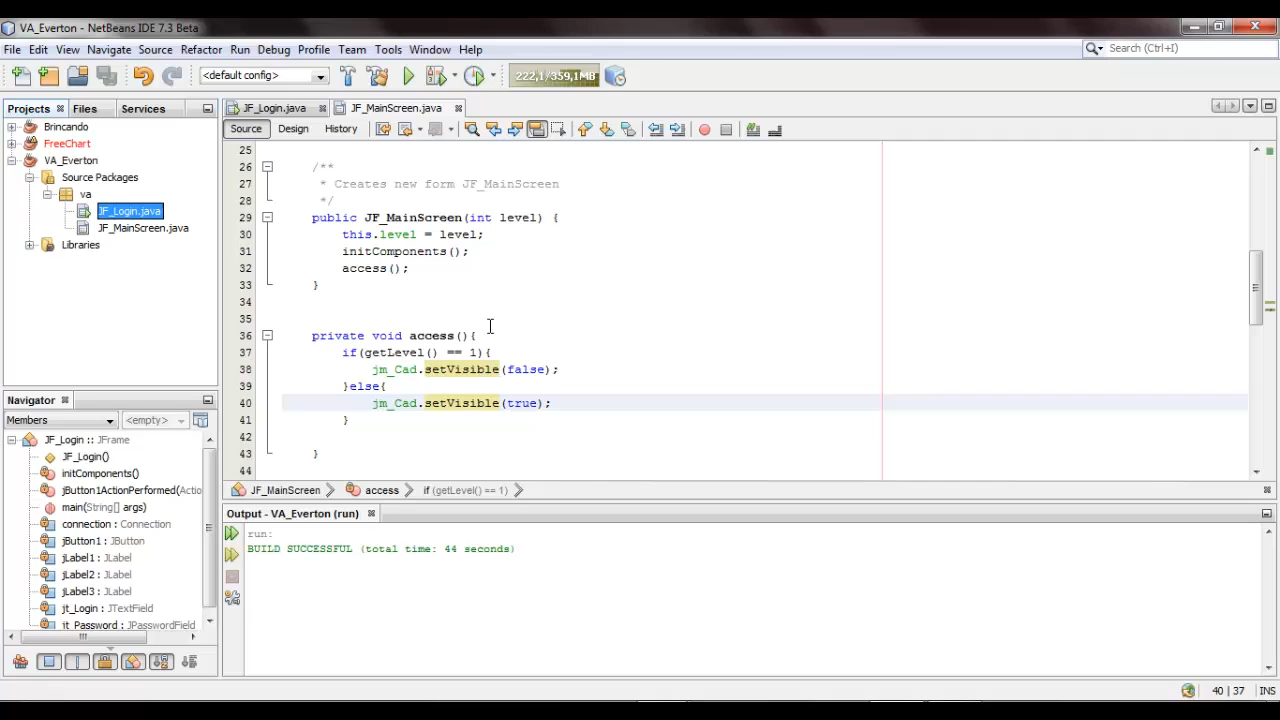 VA_Everton - NetBeans IDE 7.3 Beta
File Edit View Navigate Source Refactor Run Debug Profile Team Tools Window Help
Search (Ctrl+I)
<default config>
222,1/359,1MB
Projects Files Services
JF_Login.java JF_MainScreen.java
Source Design History
Brincando
FreeChart
VA_Everton
Source Packages
va
JF_Login.java
JF_MainScreen.java
Libraries
25
26 /**
27 * Creates new form JF_MainScreen
28 */
29 public JF_MainScreen(int level) {
30 this.level = level;
31 initComponents();
32 access();
33 }
34
35
36 private void access(){
37 if(getLevel() == 1){
38 jm_Cad.setVisible(false);
39 }else{
40 jm_Cad.setVisible(true);
41 }
42
43 }
44
JF_MainScreen access if (getLevel() == 1)
Navigator
Members <empty>
JF_Login :: JFrame
JF_Login()
initComponents()
jButton1ActionPerformed(Actio
main(String[] args)
connection : Connection
jButton1 : JButton
jLabel1 : JLabel
jLabel2 : JLabel
jLabel3 : JLabel
jt_Login : JTextField
jt_Password : JPasswordField
Output - VA_Everton (run)
run:
BUILD SUCCESSFUL (total time: 44 seconds)
40 | 37 INS